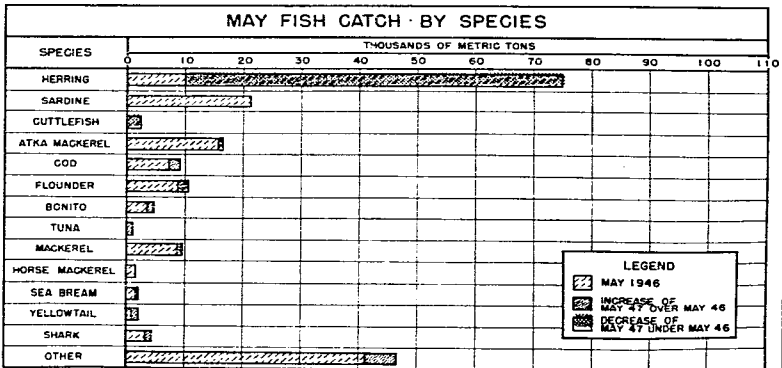 MAY FISH CATCH - BY SPECIES
SPECIES
THOUSANDS OF METRIC TONS
0 10 20 30 40 50 60 70 80 90 100 110
HERRING
SARDINE
CUTTLEFISH
ATKA MACKEREL
COD
FLOUNDER
BONITO
TUNA
MACKEREL
HORSE MACKEREL
SEA BREAM
YELLOWTAIL
SHARK
OTHER
LEGEND
MAY 1946
INCREASE OF
MAY 47 OVER MAY 46
DECREASE OF
MAY 47 UNDER MAY 46